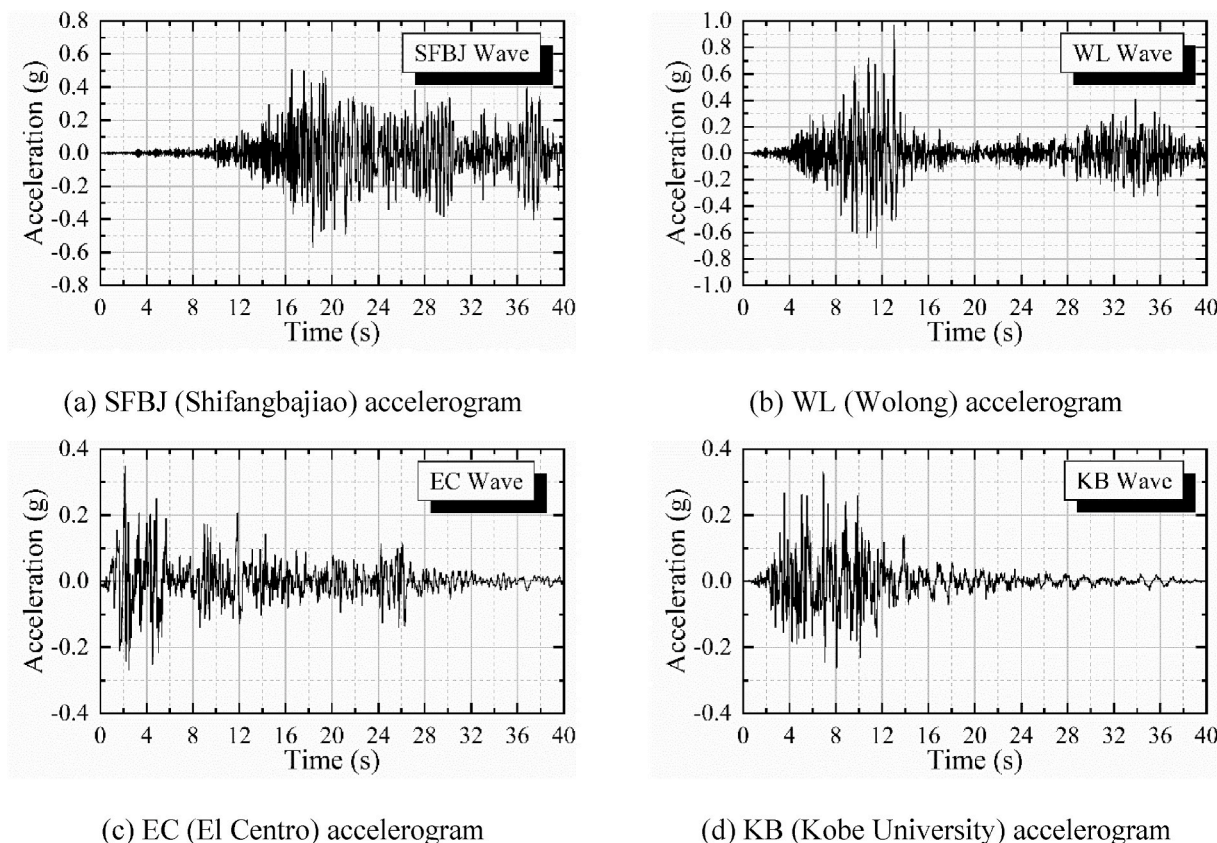 0.8
0.6
0.4
0.2
0.0
-0.2
-0.4
-0.6
-0.8
Acceleration (g)
SFBJ Wave
0 4 8 12 16 20 24 28 32 36 40
Time (s)
(a) SFBJ (Shifangbajiao) accelerogram
1.0
0.8
0.6
0.4
0.2
0.0
-0.2
-0.4
-0.6
-0.8
-1.0
Acceleration (g)
WL Wave
0 4 8 12 16 20 24 28 32 36 40
Time (s)
(b) WL (Wolong) accelerogram
0.4
0.2
0.0
-0.2
-0.4
Acceleration (g)
EC Wave
0 4 8 12 16 20 24 28 32 36 40
Time (s)
(c) EC (El Centro) accelerogram
0.4
0.2
0.0
-0.2
-0.4
Acceleration (g)
KB Wave
0 4 8 12 16 20 24 28 32 36 40
Time (s)
(d) KB (Kobe University) accelerogram